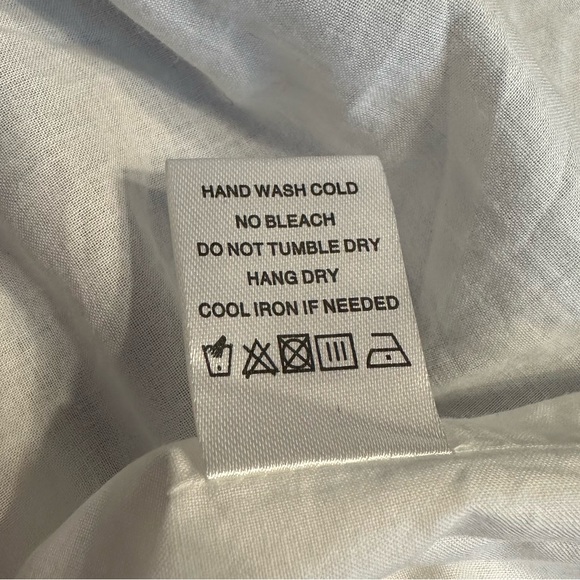 HAND WASH COLD
NO BLEACH
DO NOT TUMBLE DRY
HANG DRY
COOL IRON IF NEEDED